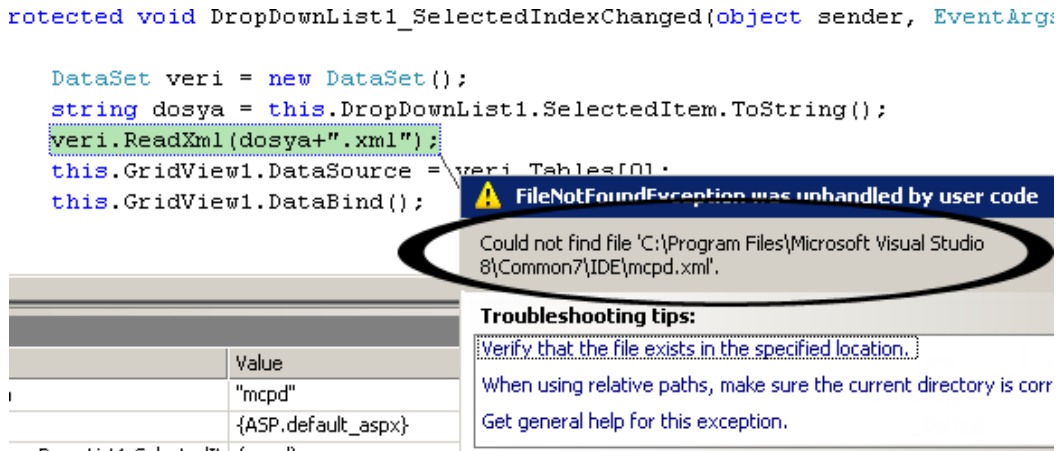 rotected void DropDownList1_SelectedIndexChanged(object sender, EventArgs
DataSet veri = new DataSet();
string dosya = this.DropDownList1.SelectedItem.ToString();
veri.ReadXml(dosya+".xml");
this.GridView1.DataSource = veri.Tables[0];
this.GridView1.DataBind();
FileNotFoundException was unhandled by user code
Could not find file 'C:\Program Files\Microsoft Visual Studio
8\Common7\IDE\mcpd.xml'.
Troubleshooting tips:
Verify that the file exists in the specified location.
When using relative paths, make sure the current directory is corr
Get general help for this exception.
Value
"mcpd"
{ASP.default_aspx}